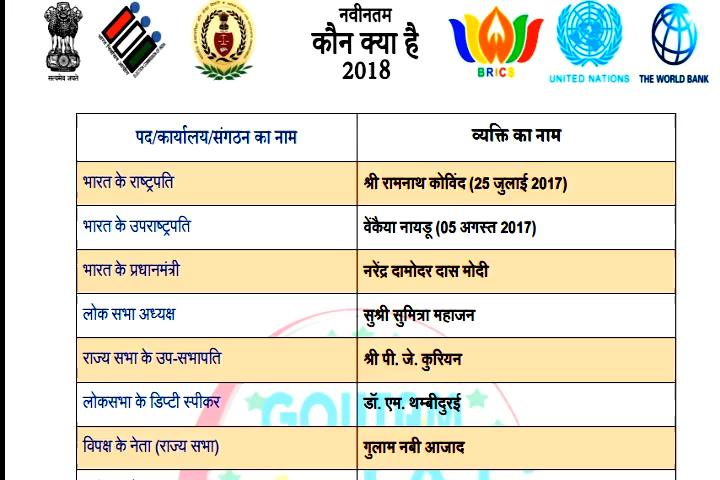 नवीनतम
कौन क्या है
2018
सत्यमेव जयते
BRICS
UNITED NATIONS
THE WORLD BANK
पद/कार्यालय/संगठन का नाम
व्यक्ति का नाम
भारत के राष्ट्रपति
श्री रामनाथ कोविंद (25 जुलाई 2017)
भारत के उपराष्ट्रपति
वेंकैया नायडू (05 अगस्त 2017)
भारत के प्रधानमंत्री
नरेंद्र दामोदर दास मोदी
लोक सभा अध्यक्ष
सुश्री सुमित्रा महाजन
राज्य सभा के उप-सभापति
श्री पी. जे. कुरियन
लोकसभा के डिप्टी स्पीकर
डॉ. एम. थम्बीदुरई
विपक्ष के नेता (राज्य सभा)
गुलाम नबी आजाद